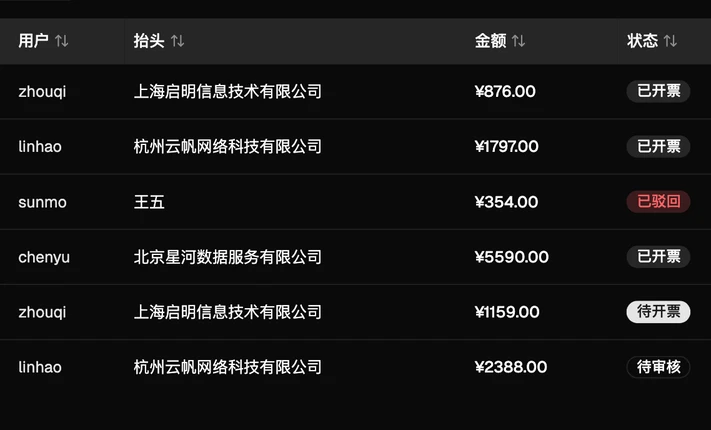 用户 抬头 金额 状态
zhouqi 上海启明信息技术有限公司 ¥876.00 已开票
linhao 杭州云帆网络科技有限公司 ¥1797.00 已开票
sunmo 王五 ¥354.00 已驳回
chenyu 北京星河数据服务有限公司 ¥5590.00 已开票
zhouqi 上海启明信息技术有限公司 ¥1159.00 待开票
linhao 杭州云帆网络科技有限公司 ¥2388.00 待审核